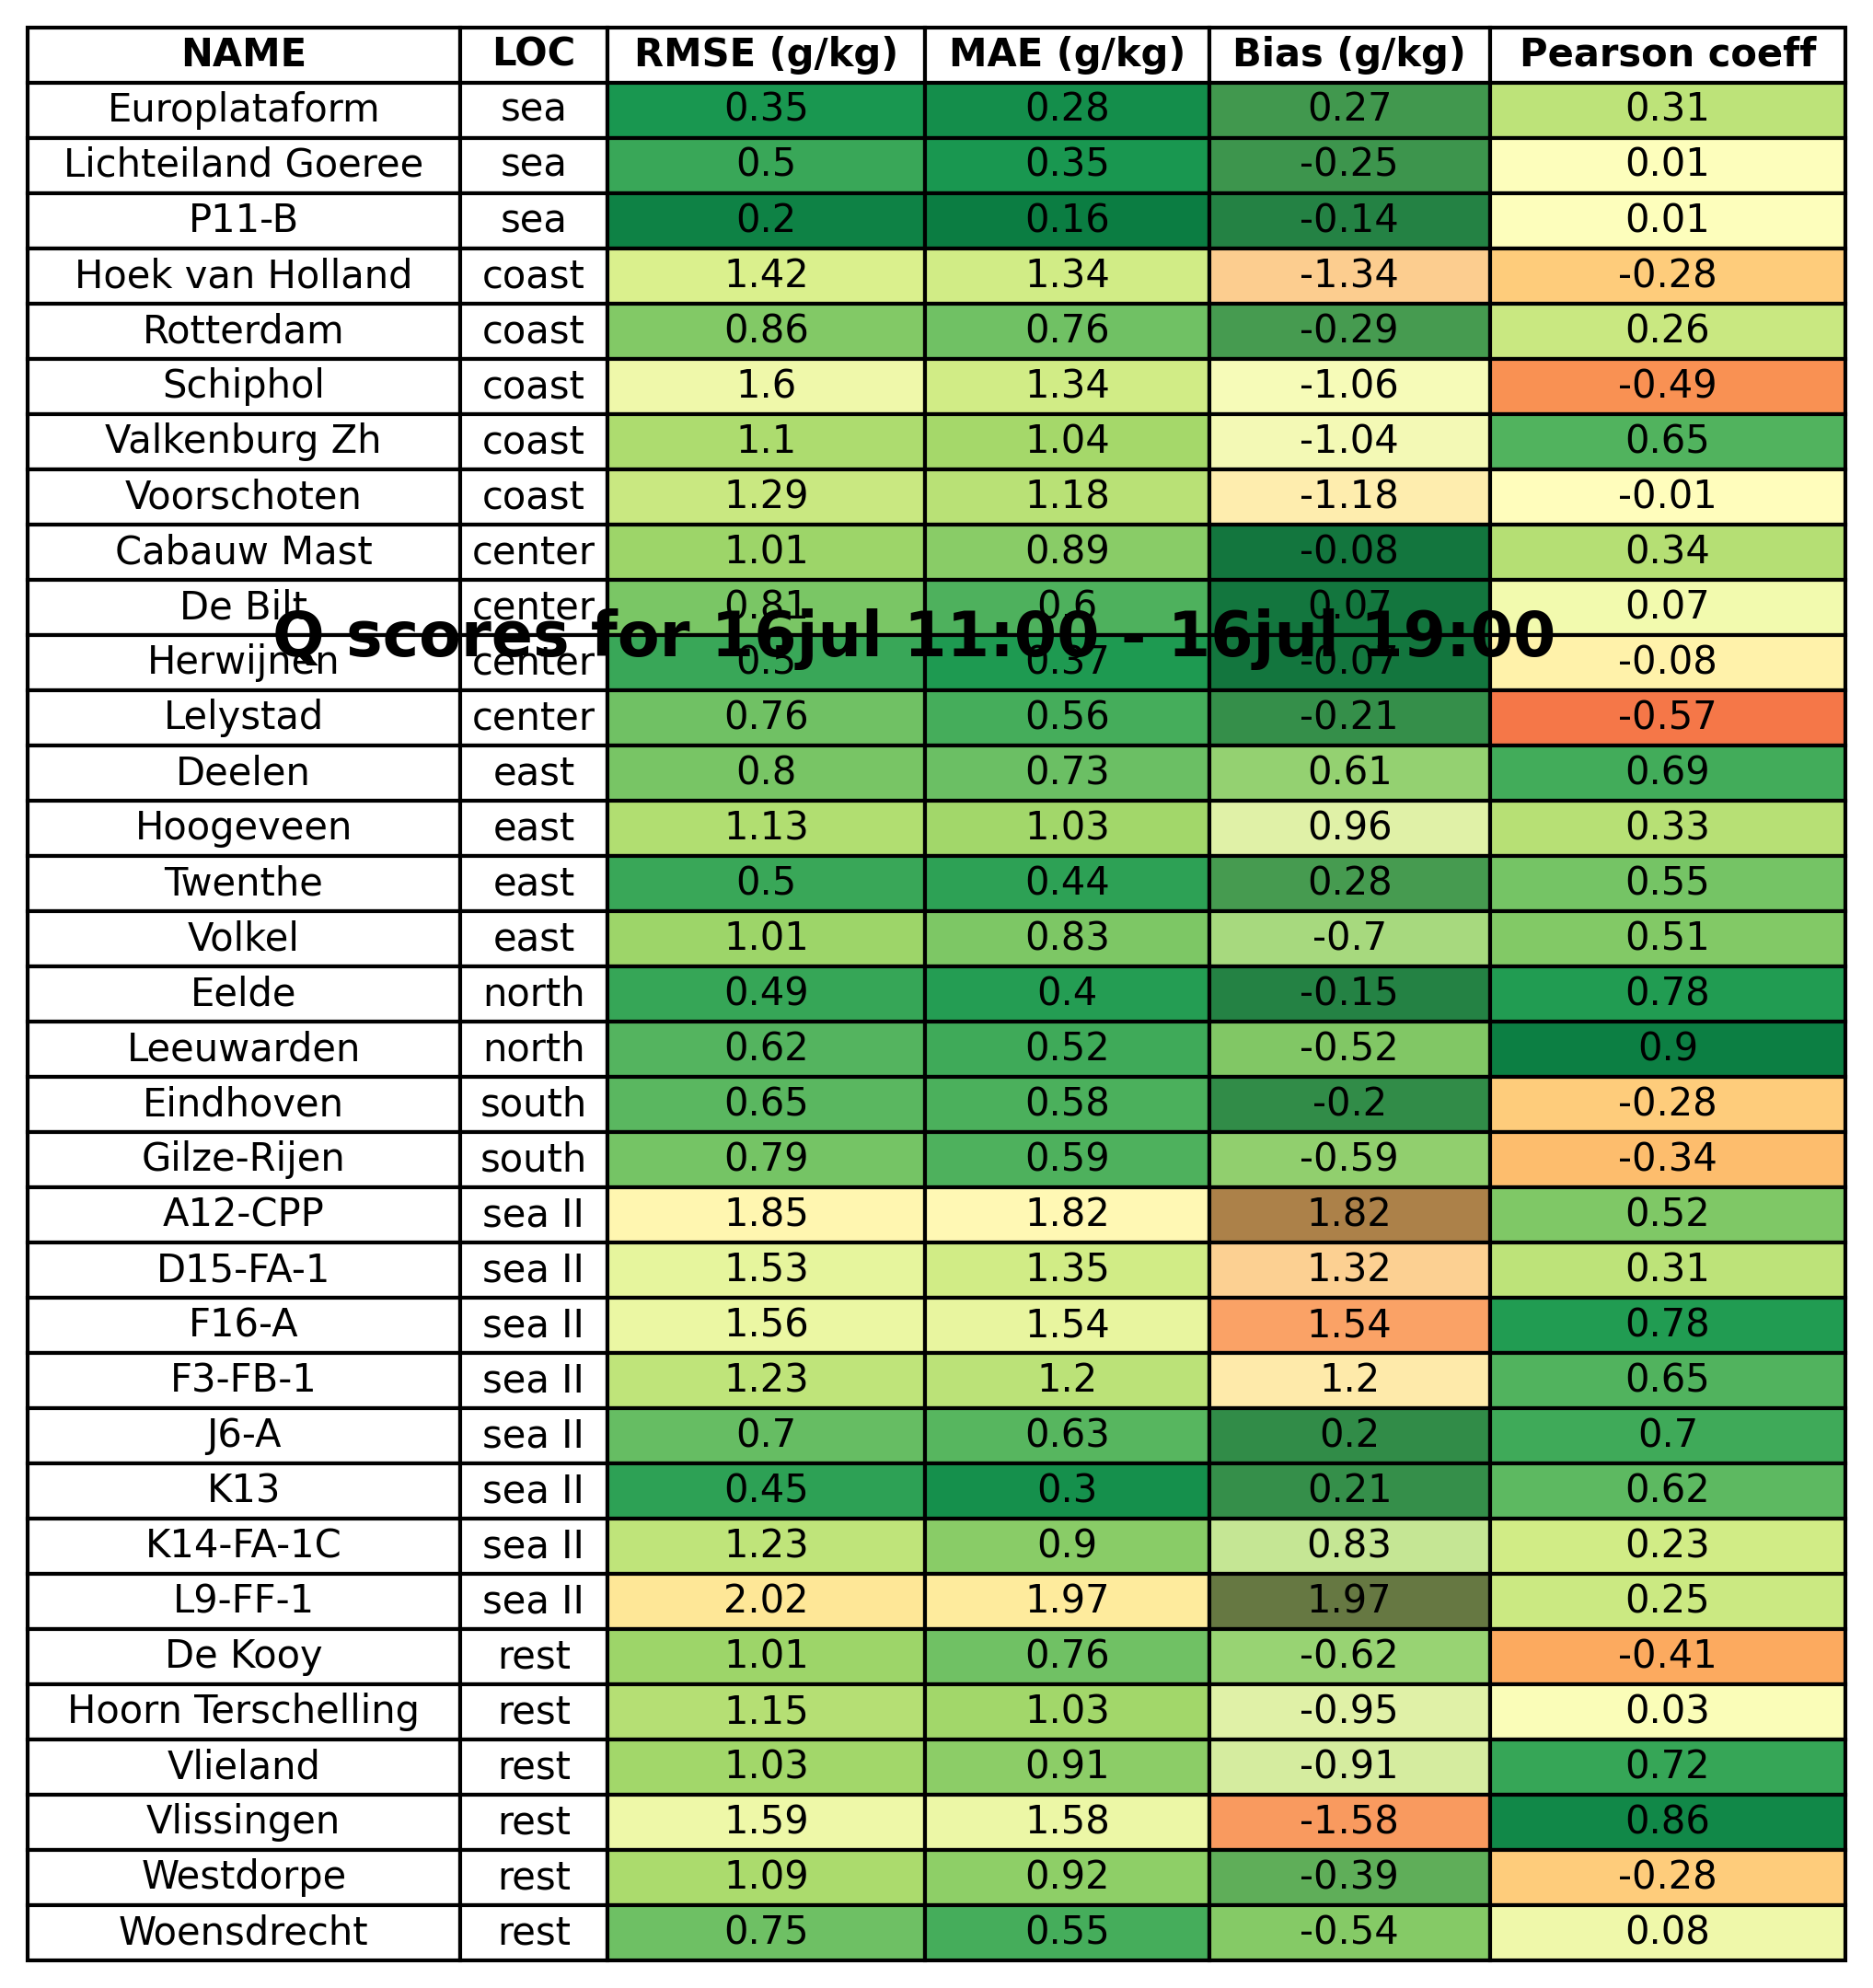 NAME LOC RMSE (g/kg) MAE (g/kg) Bias (g/kg) Pearson coeff
Europlataform sea 0.35 0.28 0.27 0.31
Lichteiland Goeree sea 0.5 0.35 -0.25 0.01
P11-B sea 0.2 0.16 -0.14 0.01
Hoek van Holland coast 1.42 1.34 -1.34 -0.28
Rotterdam coast 0.86 0.76 -0.29 0.26
Schiphol coast 1.6 1.34 -1.06 -0.49
Valkenburg Zh coast 1.1 1.04 -1.04 0.65
Voorschoten coast 1.29 1.18 -1.18 -0.01
Cabauw Mast center 1.01 0.89 -0.08 0.34
De Bilt center 0.81 0.6 0.07 0.07
Q scores for 16jul 11:00 - 16jul 19:00
Herwijnen center 0.5 0.37 -0.07 -0.08
Lelystad center 0.76 0.56 -0.21 -0.57
Deelen east 0.8 0.73 0.61 0.69
Hoogeveen east 1.13 1.03 0.96 0.33
Twenthe east 0.5 0.44 0.28 0.55
Volkel east 1.01 0.83 -0.7 0.51
Eelde north 0.49 0.4 -0.15 0.78
Leeuwarden north 0.62 0.52 -0.52 0.9
Eindhoven south 0.65 0.58 -0.2 -0.28
Gilze-Rijen south 0.79 0.59 -0.59 -0.34
A12-CPP sea II 1.85 1.82 1.82 0.52
D15-FA-1 sea II 1.53 1.35 1.32 0.31
F16-A sea II 1.56 1.54 1.54 0.78
F3-FB-1 sea II 1.23 1.2 1.2 0.65
J6-A sea II 0.7 0.63 0.2 0.7
K13 sea II 0.45 0.3 0.21 0.62
K14-FA-1C sea II 1.23 0.9 0.83 0.23
L9-FF-1 sea II 2.02 1.97 1.97 0.25
De Kooy rest 1.01 0.76 -0.62 -0.41
Hoorn Terschelling rest 1.15 1.03 -0.95 0.03
Vlieland rest 1.03 0.91 -0.91 0.72
Vlissingen rest 1.59 1.58 -1.58 0.86
Westdorpe rest 1.09 0.92 -0.39 -0.28
Woensdrecht rest 0.75 0.55 -0.54 0.08